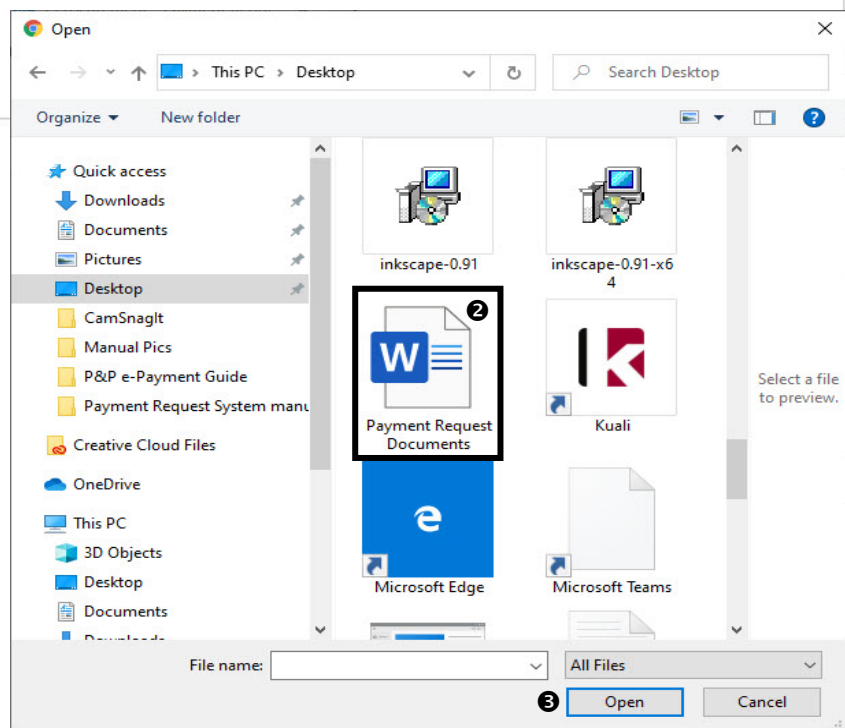 Open
This PC > Desktop
Search Desktop
Organize
New folder
?
Quick access
Downloads
Documents
Pictures
Desktop
CamSnagIt
Manual Pics
P&P e-Payment Guide
Payment Request System manu
Creative Cloud Files
OneDrive
This PC
3D Objects
Desktop
Documents
inkscape-0.91
inkscape-0.91-x6
4
❷
W
Payment Request
Documents
K
Kuali
e
Microsoft Edge
Microsoft Teams
Select a file
to preview.
File name:
All Files
❸
Open
Cancel